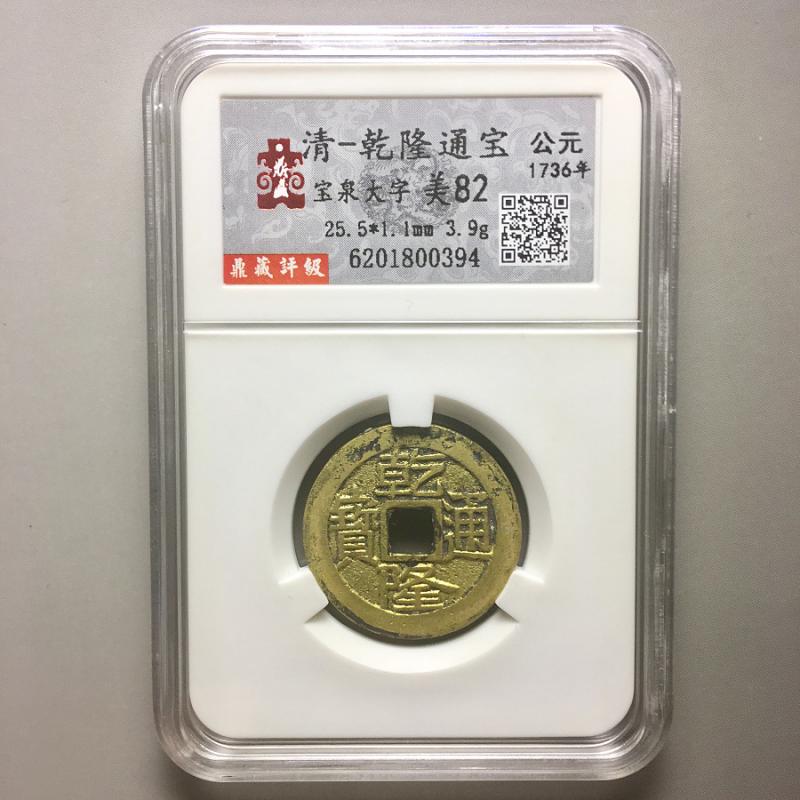 清-乾隆通宝 公元
1736年
宝泉大字 美82
25.5*1.1mm 3.9g
6201800394
鼎藏評級
乾隆通寳